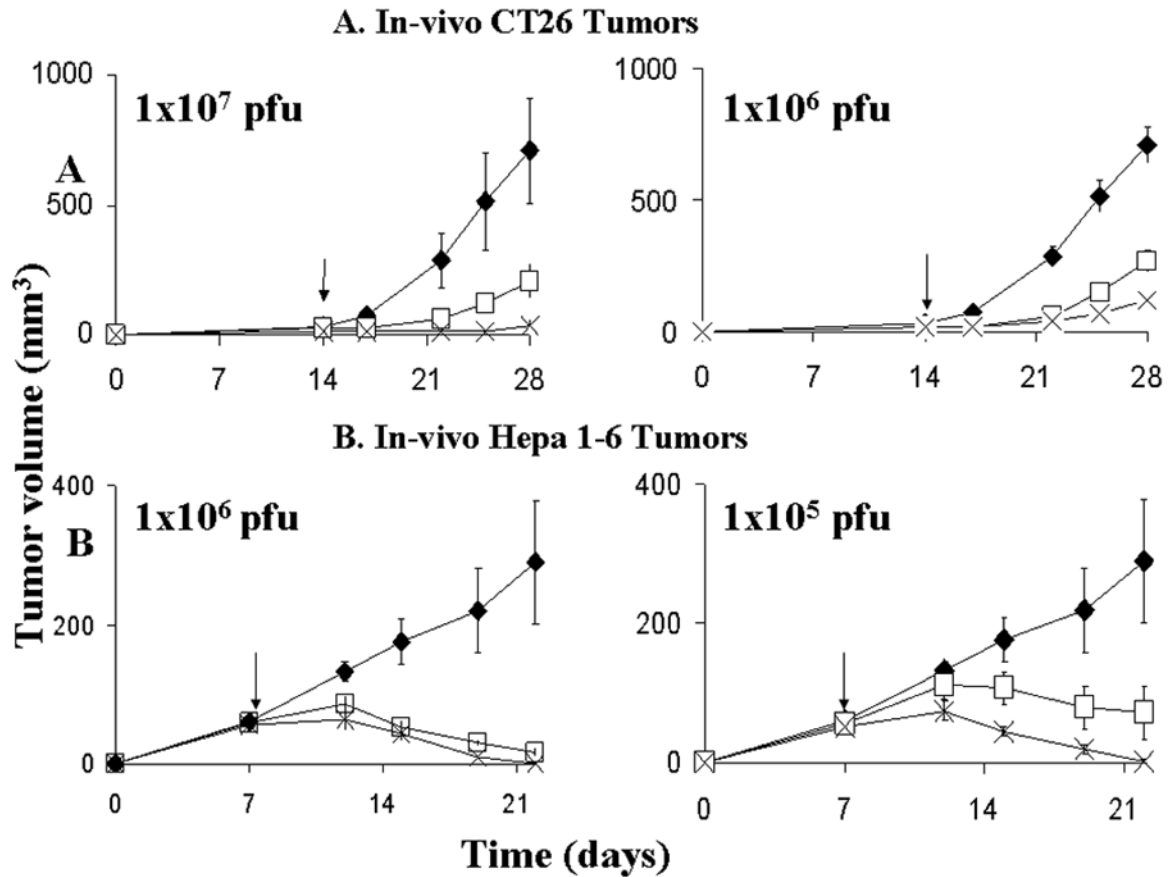 A. In-vivo CT26 Tumors
1x10⁷ pfu
1x10⁶ pfu
A
1000
500
0
0 7 14 21 28
1000
500
0
0 7 14 21 28
Tumor volume (mm³)
B. In-vivo Hepa 1-6 Tumors
1x10⁶ pfu
1x10⁵ pfu
B
400
200
0
0 7 14 21
400
200
0
0 7 14 21
Time (days)